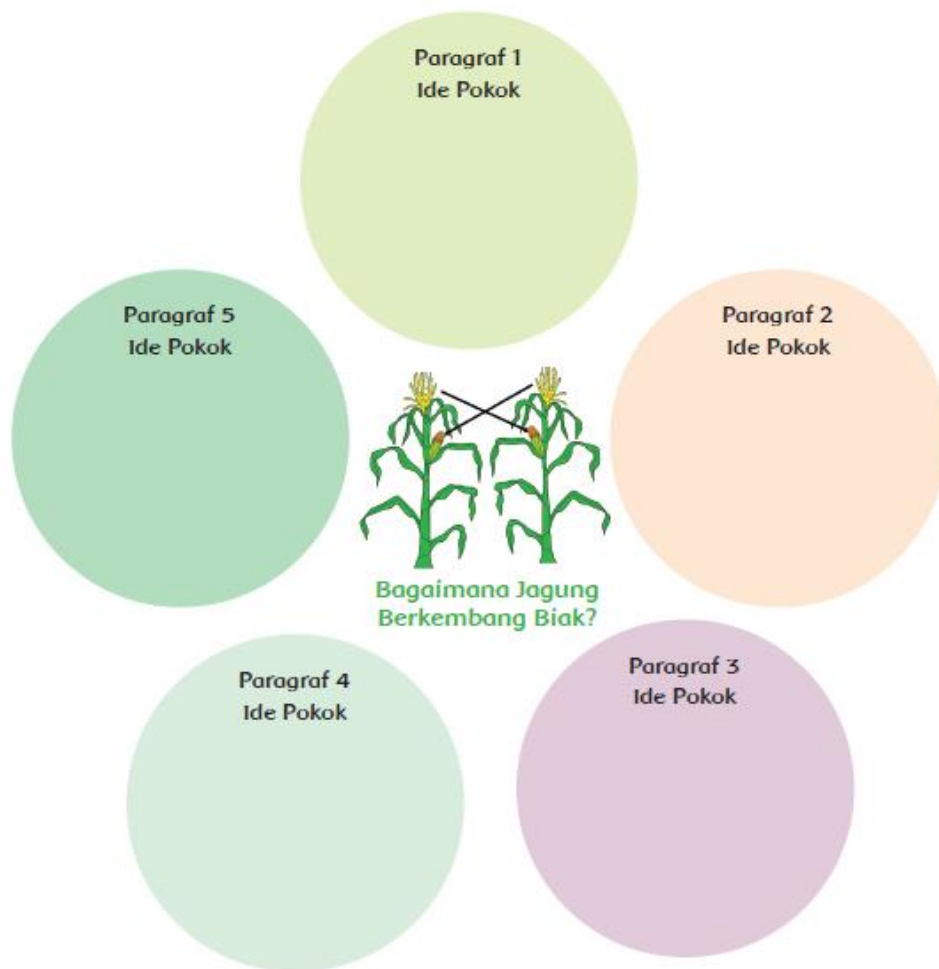 Paragraf 1
Ide Pokok
Paragraf 5
Ide Pokok
Paragraf 2
Ide Pokok
Bagaimana Jagung
Berkembang Biak?
Paragraf 4
Ide Pokok
Paragraf 3
Ide Pokok